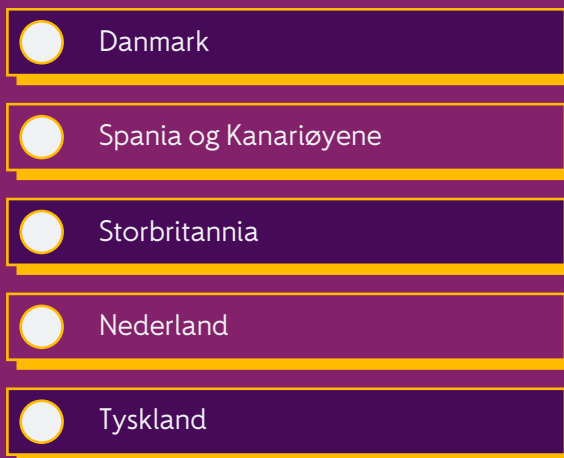 Danmark
Spania og Kanariøyene
Storbritannia
Nederland
Tyskland